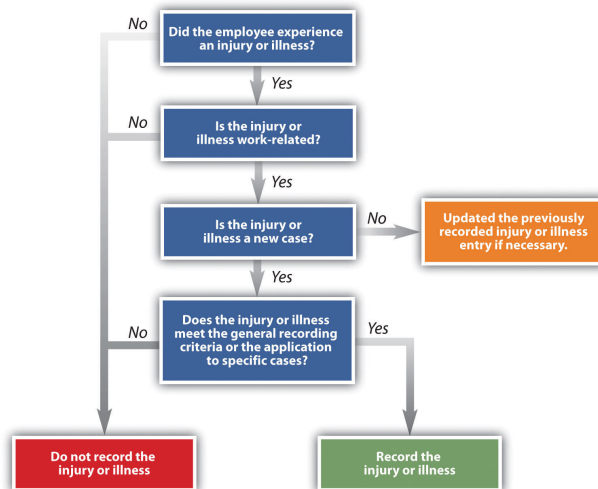 No
Did the employee experience
an injury or illness?
Yes
No
Is the injury or
illness work-related?
Yes
Is the injury or
illness a new case?
No
Updated the previously
recorded injury or illness
entry if necessary.
Yes
No
Does the injury or illness
meet the general recording
criteria or the application
to specific cases?
Yes
Do not record the
injury or illness
Record the
injury or illness